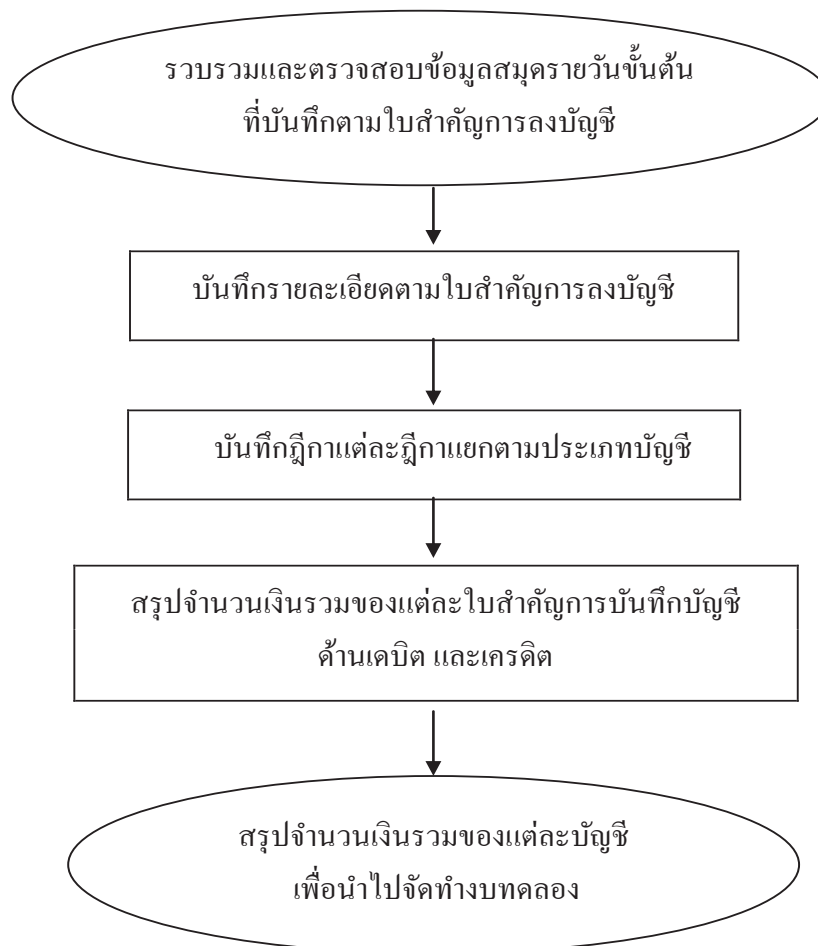 รวบรวมและตรวจสอบข้อมูลสมุดรายวันขั้นต้น
ที่บันทึกตามใบสำคัญการลงบัญชี
บันทึกรายละเอียดตามใบสำคัญการลงบัญชี
บันทึกฎีกาแต่ละฎีกาแยกตามประเภทบัญชี
สรุปจำนวนเงินรวมของแต่ละใบสำคัญการบันทึกบัญชี
ด้านเดบิต และเครดิต
สรุปจำนวนเงินรวมของแต่ละบัญชี
เพื่อนำไปจัดทำงบทดลอง